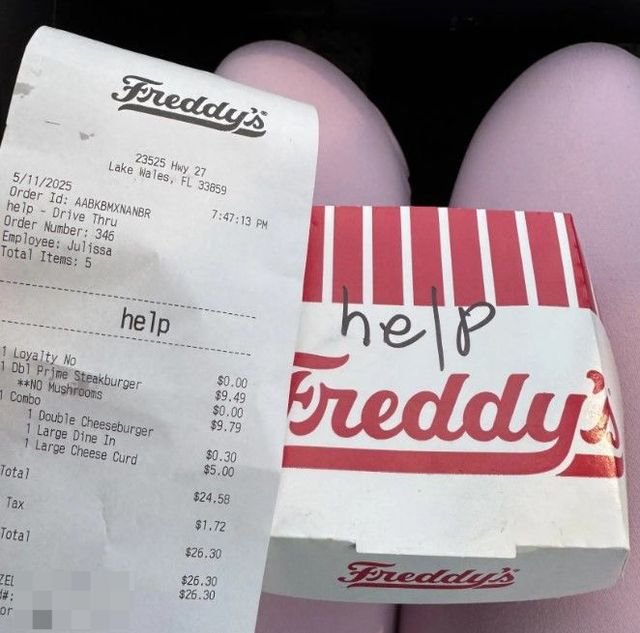 Freddy's
23525 Hwy 27
Lake Wales, FL 33859
5/11/2025 7:47:13 PM
Order Id: AABKBMXNANBR
help - Drive Thru
Order Number: 346
Employee: Julissa
Total Items: 5
help
1 Loyalty No $0.00
1 Dbl Prime Steakburger $9.49
**NO Mushrooms $0.00
1 Combo $9.79
1 Double Cheeseburger
1 Large Dine In $0.30
1 Large Cheese Curd $5.00
Total $24.58
Tax $1.72
Total $26.30
$26.30
$26.30
help
Freddy's
Freddy's